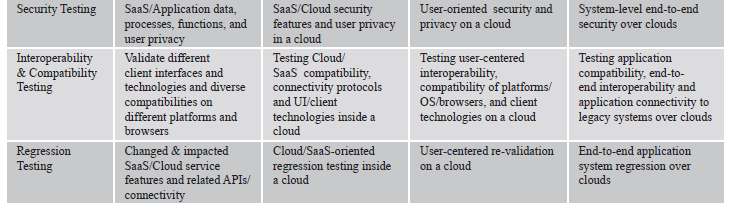 Security Testing
SaaS/Application data,
processes, functions, and
user privacy
SaaS/Cloud security
features and user privacy
in a cloud
User-oriented security and
privacy on a cloud
System-level end-to-end
security over clouds
Interoperability
& Compatibility
Testing
Validate different
client interfaces and
technologies and diverse
compatibilities on
different platforms and
browsers
Testing Cloud/
SaaS compatibility,
connectivity protocols
and UI/client
technologies inside a
cloud
Testing user-centered
interoperability,
compatibility of platforms/
OS/browsers, and client
technologies on a cloud
Testing application
compatibility, end-to-
end interoperability and
application connectivity to
legacy systems over clouds
Regression
Testing
Changed & impacted
SaaS/Cloud service
features and related APIs/
connectivity
Cloud/SaaS-oriented
regression testing inside
a cloud
User-centered re-validation
on a cloud
End-to-end application
system regression over
clouds